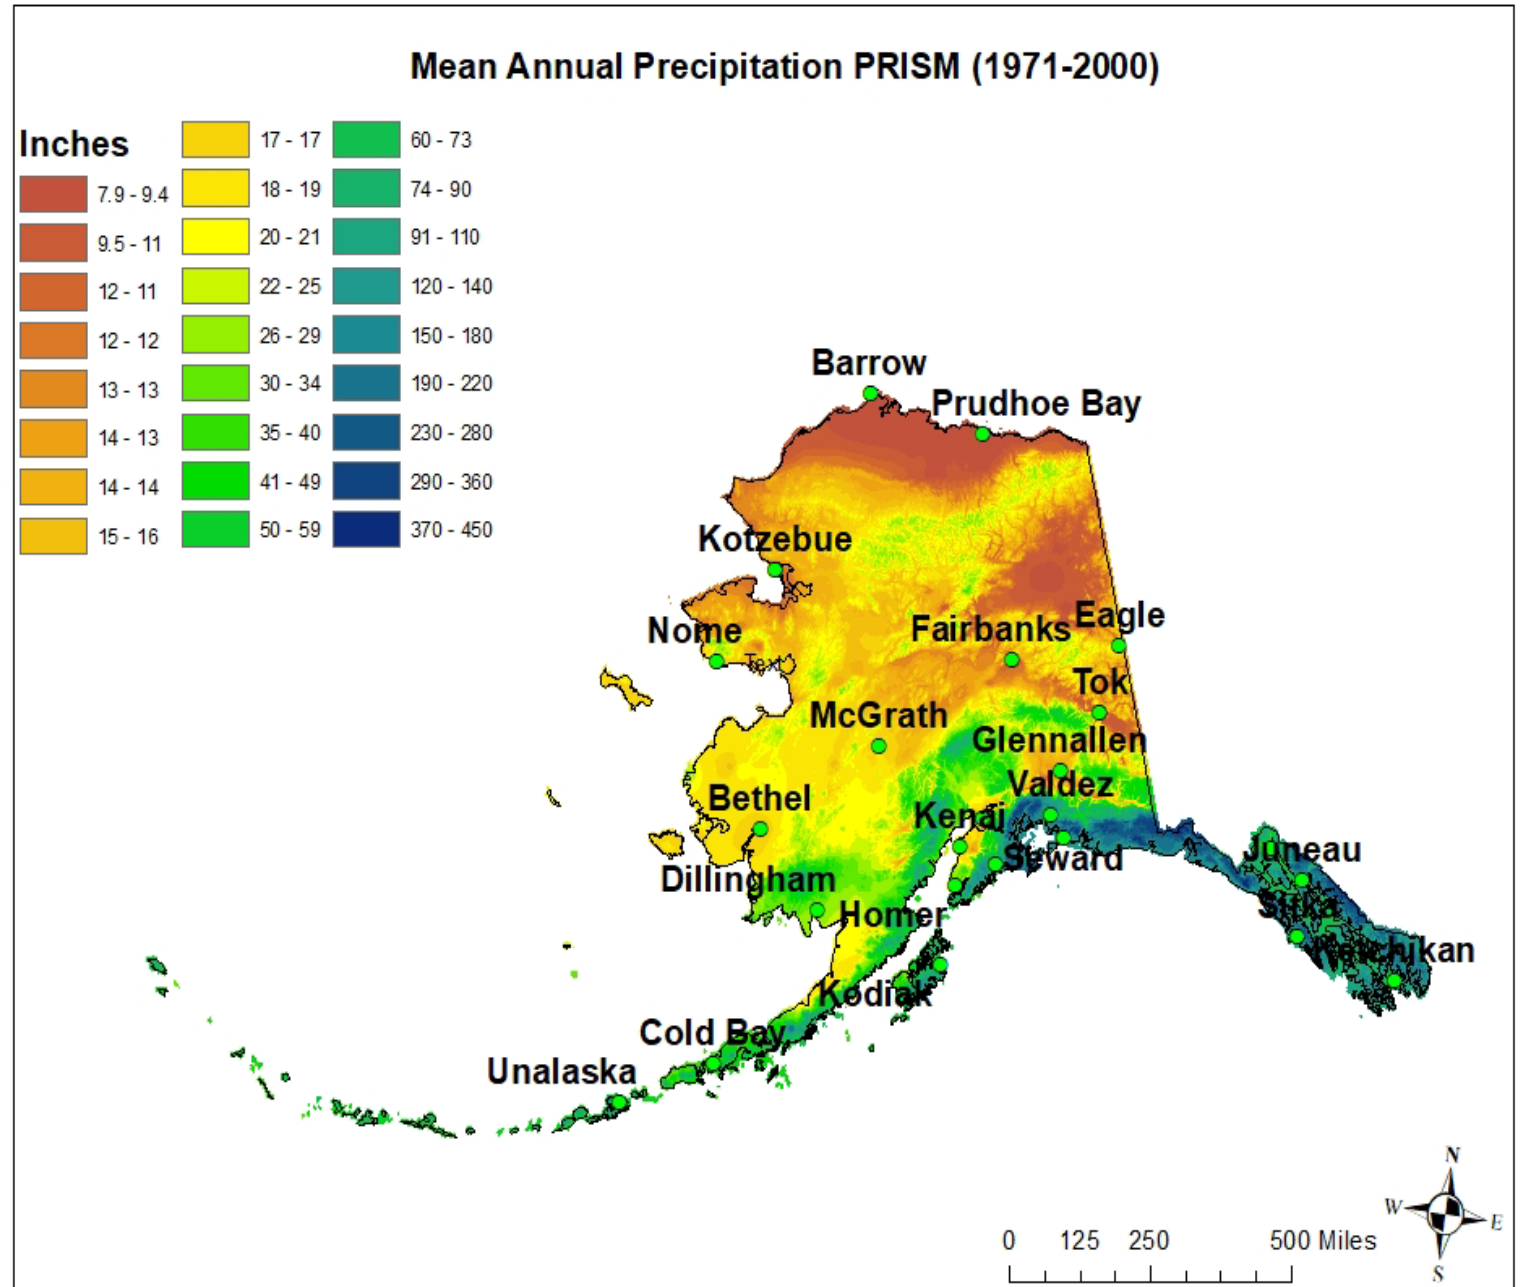 Mean Annual Precipitation PRISM (1971-2000)
Inches
7.9 - 9.4
9.5 - 11
12 - 11
12 - 12
13 - 13
14 - 13
14 - 14
15 - 16
17 - 17
18 - 19
20 - 21
22 - 25
26 - 29
30 - 34
35 - 40
41 - 49
50 - 59
60 - 73
74 - 90
91 - 110
120 - 140
150 - 180
190 - 220
230 - 280
290 - 360
370 - 450
Barrow
Prudhoe Bay
Kotzebue
Nome
Text
Fairbanks
Eagle
Tok
McGrath
Glennallen
Valdez
Bethel
Kenai
Seward
Dillingham
Homer
Juneau
Sitka
Ketchikan
Kodiak
Cold Bay
Unalaska
N
W
E
S
0 125 250 500 Miles